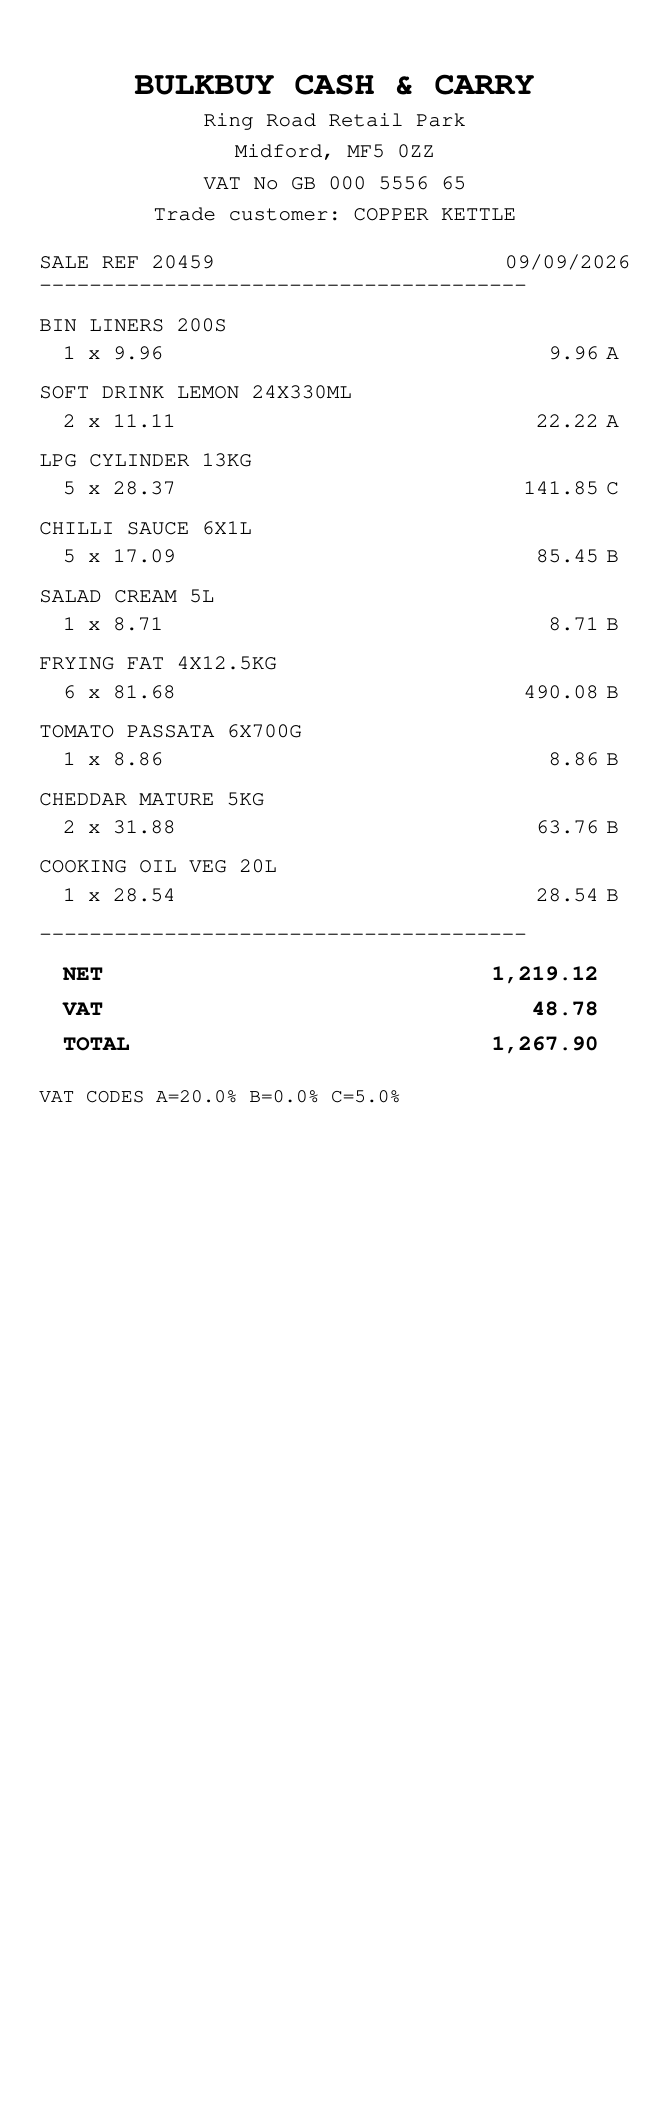 BULKBUY CASH & CARRY
Ring Road Retail Park
Midford, MF5 0ZZ
VAT No GB 000 5556 65
Trade customer: COPPER KETTLE
SALE REF 20459 09/09/2026
---------------------------------------
BIN LINERS 200S
1 x 9.96 9.96 A
SOFT DRINK LEMON 24X330ML
2 x 11.11 22.22 A
LPG CYLINDER 13KG
5 x 28.37 141.85 C
CHILLI SAUCE 6X1L
5 x 17.09 85.45 B
SALAD CREAM 5L
1 x 8.71 8.71 B
FRYING FAT 4X12.5KG
6 x 81.68 490.08 B
TOMATO PASSATA 6X700G
1 x 8.86 8.86 B
CHEDDAR MATURE 5KG
2 x 31.88 63.76 B
COOKING OIL VEG 20L
1 x 28.54 28.54 B
---------------------------------------
NET 1,219.12
VAT 48.78
TOTAL 1,267.90
VAT CODES A=20.0% B=0.0% C=5.0%